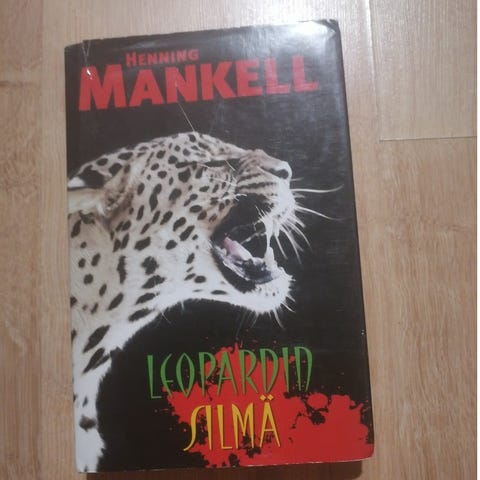 HENNING
MANKELL
LEOPARDIN
SILMÄ